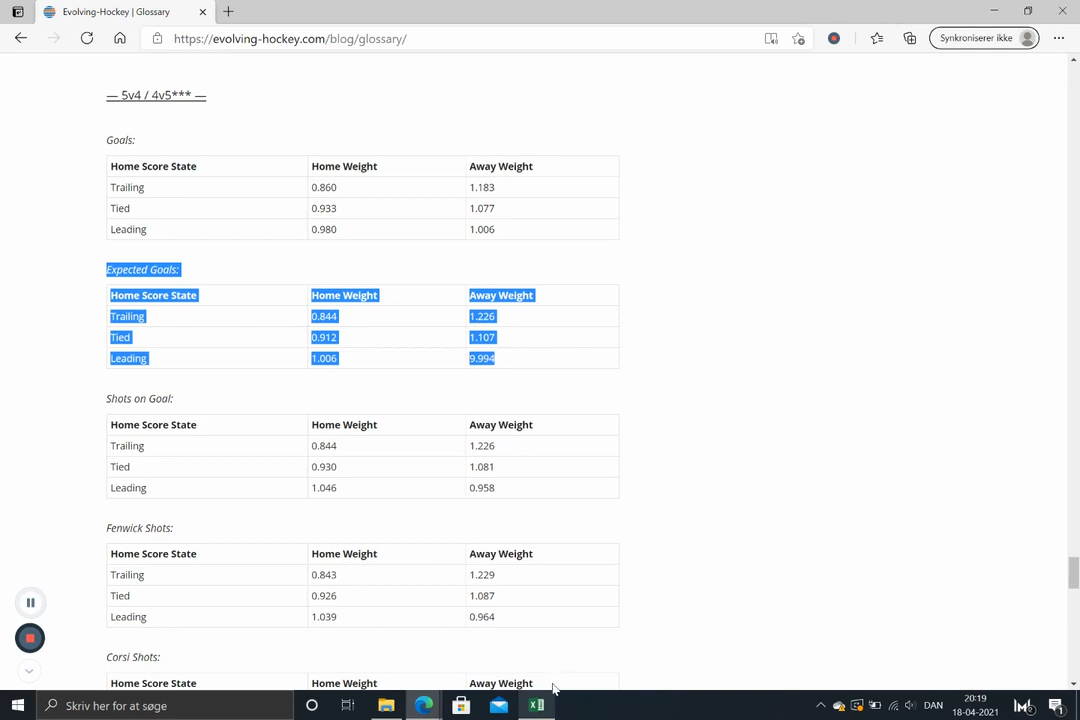 Evolving-Hockey | Glossary
https://evolving-hockey.com/blog/glossary/
Synkroniserer ikke
— 5v4 / 4v5*** —
Goals:
Home Score State Home Weight Away Weight
Trailing 0.860 1.183
Tied 0.933 1.077
Leading 0.980 1.006
Expected Goals:
Home Score State Home Weight Away Weight
Trailing 0.844 1.226
Tied 0.912 1.107
Leading 1.006 9.994
Shots on Goal:
Home Score State Home Weight Away Weight
Trailing 0.844 1.226
Tied 0.930 1.081
Leading 1.046 0.958
Fenwick Shots:
Home Score State Home Weight Away Weight
Trailing 0.843 1.229
Tied 0.926 1.087
Leading 1.039 0.964
Corsi Shots:
Home Score State Home Weight Away Weight
Skriv her for at søge
DAN
20:19
18-04-2021